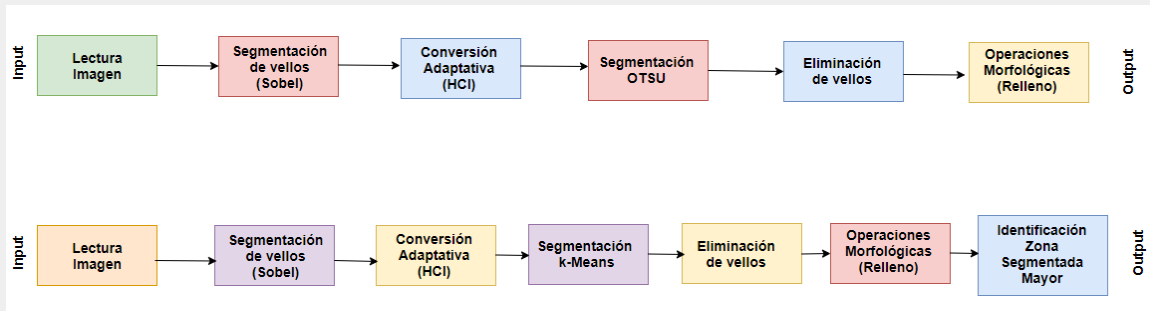 Input
Lectura
Imagen
Segmentación
de vellos
(Sobel)
Conversión
Adaptativa
(HCI)
Segmentación
OTSU
Eliminación
de vellos
Operaciones
Morfológicas
(Relleno)
Output
Input
Lectura
Imagen
Segmentación
de vellos
(Sobel)
Conversión
Adaptativa
(HCI)
Segmentación
k-Means
Eliminación
de vellos
Operaciones
Morfológicas
(Relleno)
Identificación
Zona
Segmentada
Mayor
Output